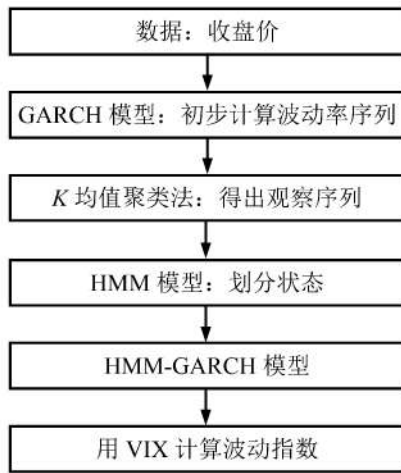 数据：收盘价
GARCH 模型：初步计算波动率序列
K 均值聚类法：得出观察序列
HMM 模型：划分状态
HMM-GARCH 模型
用 VIX 计算波动指数